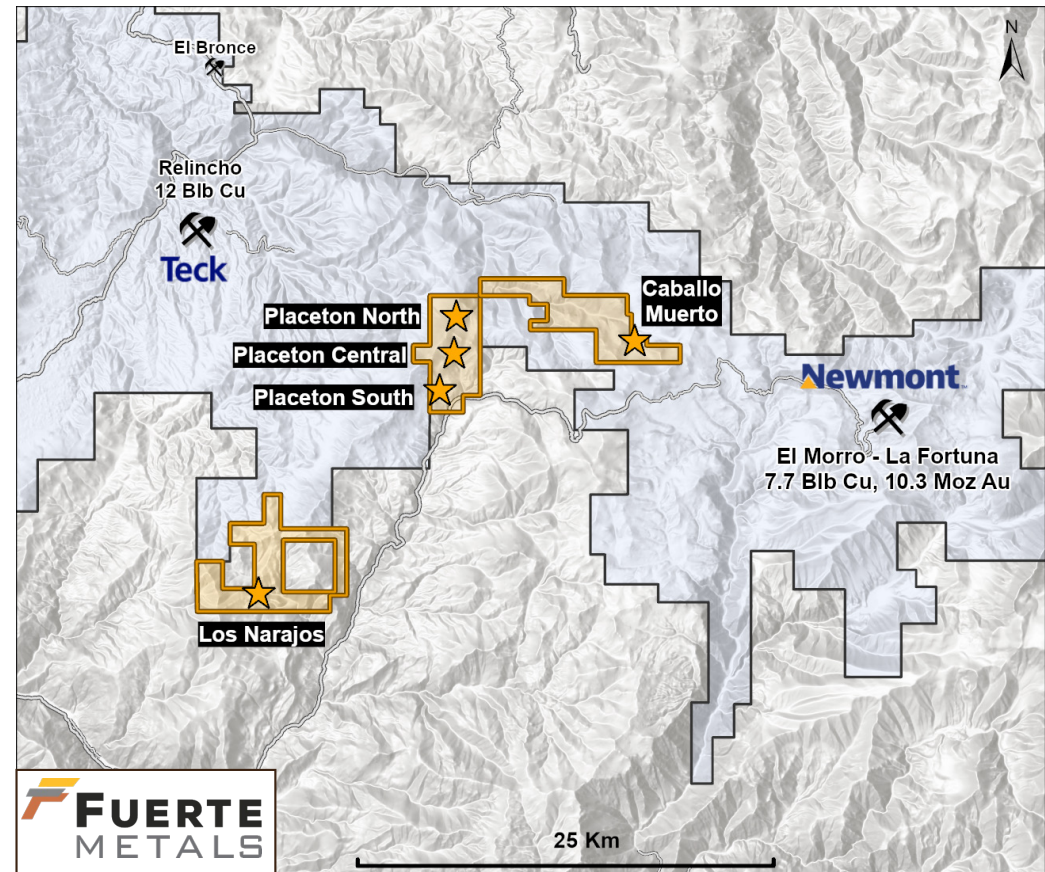 N
El Bronce
Relincho
12 Blb Cu
Teck
Placeton North
Placeton Central
Placeton South
Caballo
Muerto
Newmont
El Morro - La Fortuna
7.7 Blb Cu, 10.3 Moz Au
Los Narajos
FUERTE
METALS
25 Km